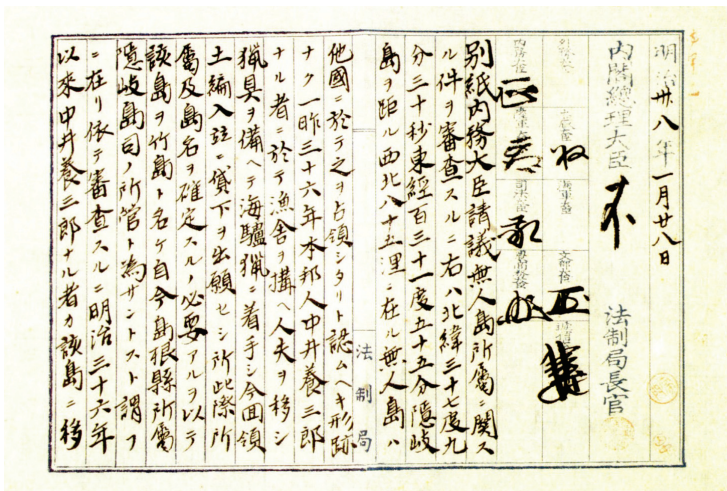 明治卅八年一月廿八日
内閣總理大臣
法制局長官
別紙内務大臣請議無人島所屬ニ關ス
ル件ヲ審査スルニ右ハ北緯三十七度九
分三十秒東經百三十一度五十五分隠岐
島ヲ距ル西北八十五浬ニ在ル無人島ハ
他國ニ於テ之ヲ占領シタリト認ムヘキ形跡
ナク一昨三十六年本邦人中井養三郎
ナル者ニ於テ漁舎ヲ構ヘ人夫ヲ移シ
猟具ヲ備ヘテ海驢猟ニ着手シ今回領
土編入並ニ貸下ヲ出願セシ所此際所
屬及島名ヲ確定スルノ必要アルヲ以テ
該島ヲ竹島ト名ケ自今島根縣所屬
隠岐島司ノ所管ト為サントスト謂フ
ニ在リ依テ審査スルニ明治三十六年
以来中井養三郎ナル者カ該島ニ移
法制局